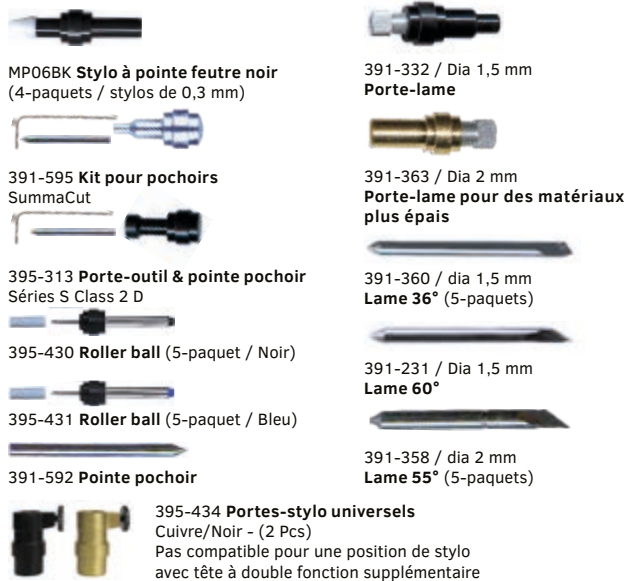 MP06BK Stylo à pointe feutre noir
(4-paquets / stylos de 0,3 mm)
391-595 Kit pour pochoirs
SummaCut
395-313 Porte-outil & pointe pochoir
Séries S Class 2 D
395-430 Roller ball (5-paquet / Noir)
395-431 Roller ball (5-paquet / Bleu)
391-592 Pointe pochoir
391-332 / Dia 1,5 mm
Porte-lame
391-363 / Dia 2 mm
Porte-lame pour des matériaux
plus épais
391-360 / dia 1,5 mm
Lame 36° (5-paquets)
391-231 / Dia 1,5 mm
Lame 60°
391-358 / dia 2 mm
Lame 55° (5-paquets)
395-434 Portes-stylo universels
Cuivre/Noir - (2 Pcs)
Pas compatible pour une position de stylo
avec tête à double fonction supplémentaire